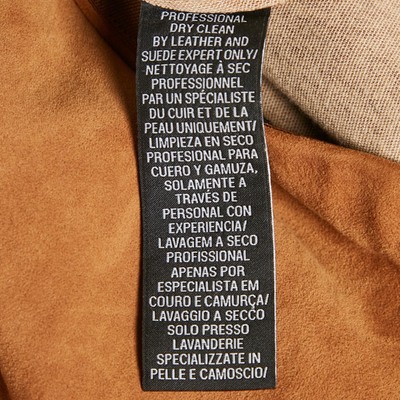 PROFESSIONAL
DRY CLEAN
BY LEATHER AND
SUEDE EXPERT ONLY/
NETTOYAGE À SEC
PROFESSIONNEL
PAR UN SPÉCIALISTE
DU CUIR ET DE LA
PEAU UNIQUEMENT/
LIMPIEZA EN SECO
PROFESIONAL PARA
CUERO Y GAMUZA,
SOLAMENTE A
TRAVÉS DE
PERSONAL CON
EXPERIENCIA/
LAVAGEM A SECO
PROFISSIONAL
APENAS POR
ESPECIALISTA EM
COURO E CAMURÇA/
LAVAGGIO A SECCO
SOLO PRESSO
LAVANDERIE
SPECIALIZZATE IN
PELLE E CAMOSCIO/